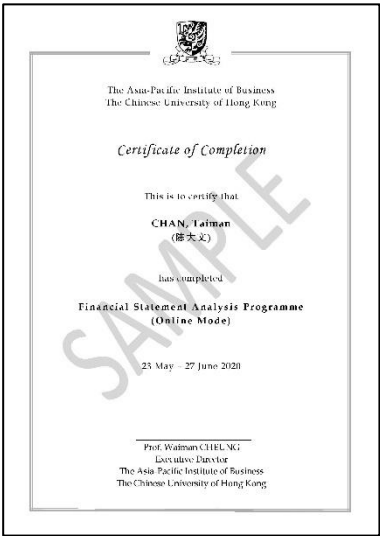 The Asia-Pacific Institute of Business
The Chinese University of Hong Kong
Certificate of Completion
This is to certify that
CHAN, Taiman
(陳大文)
has completed
Financial Statement Analysis Programme
(Online Mode)
23 May – 27 June 2020
Prof. Waiman CHEUNG
Executive Director
The Asia-Pacific Institute of Business
The Chinese University of Hong Kong
SAMPLE